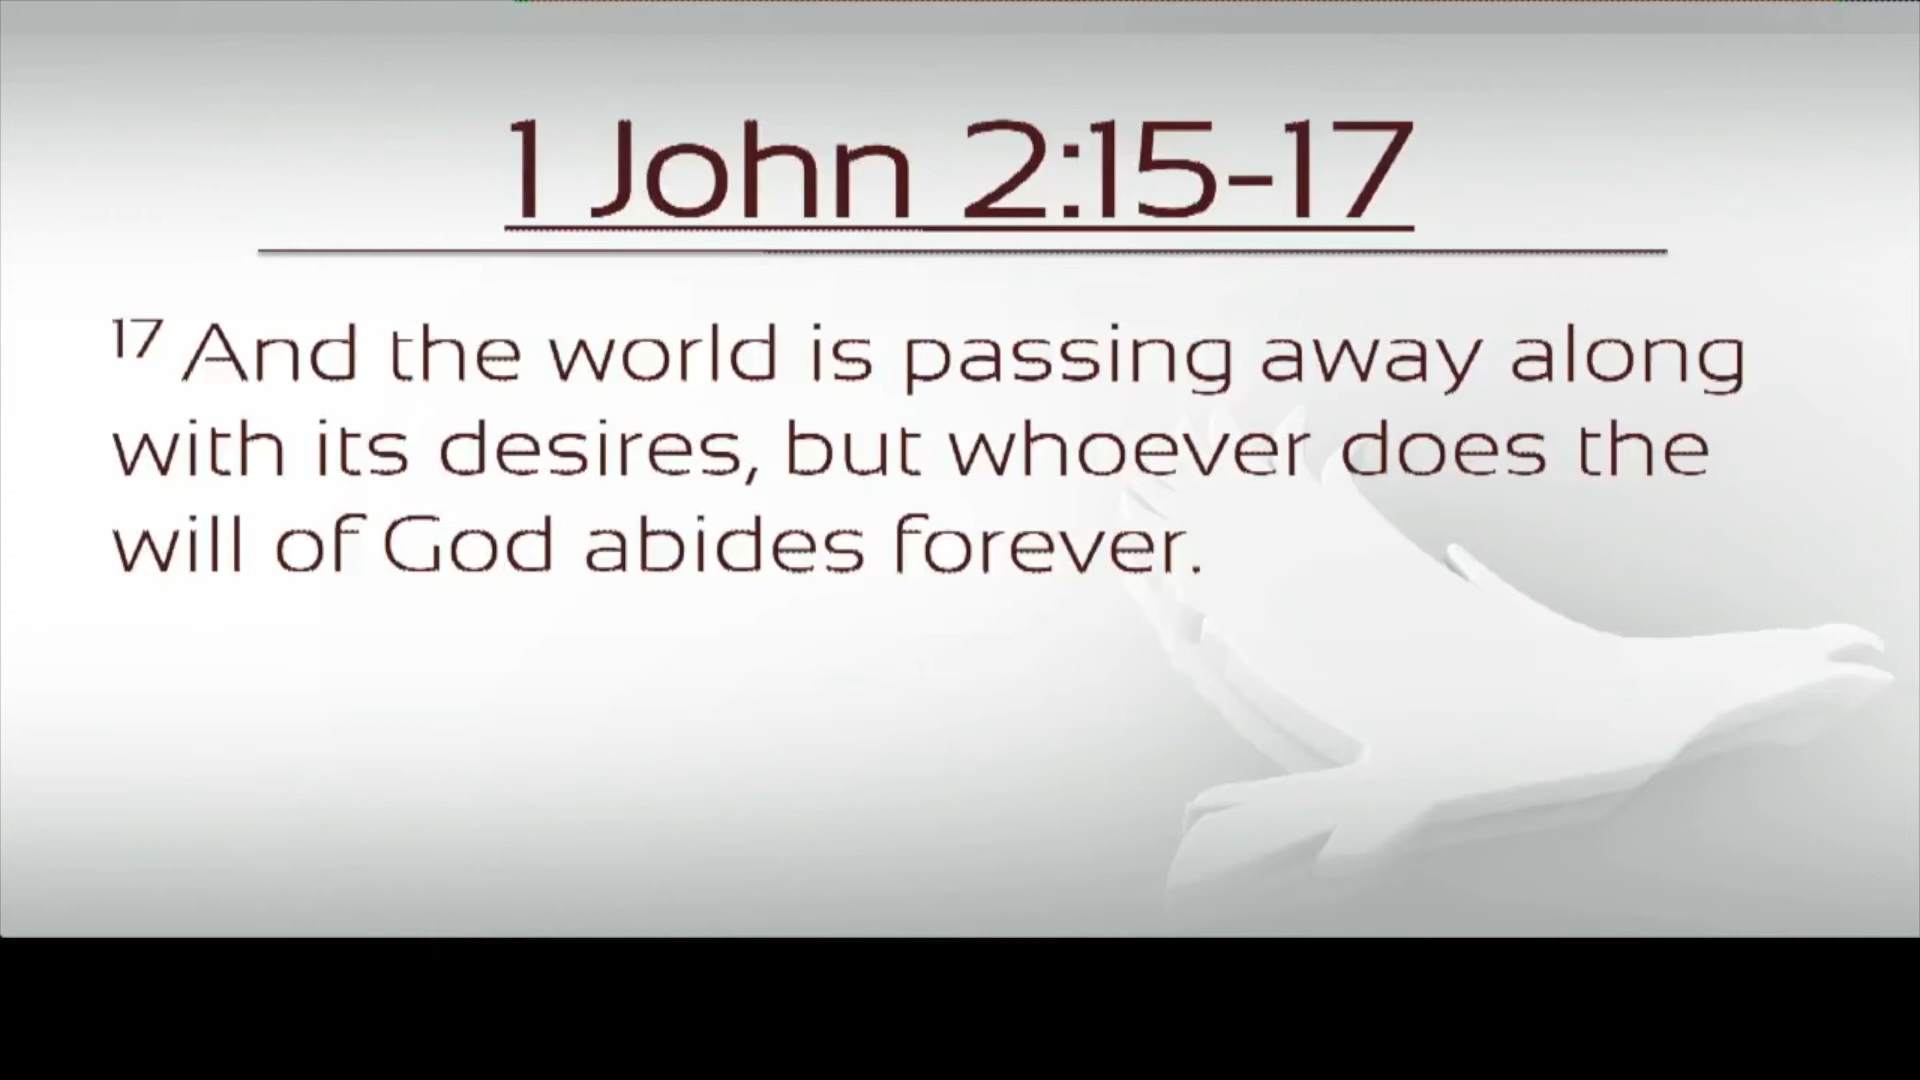 1 John 2:15-17
17 And the world is passing away along
with its desires, but whoever does the
will of God abides forever.